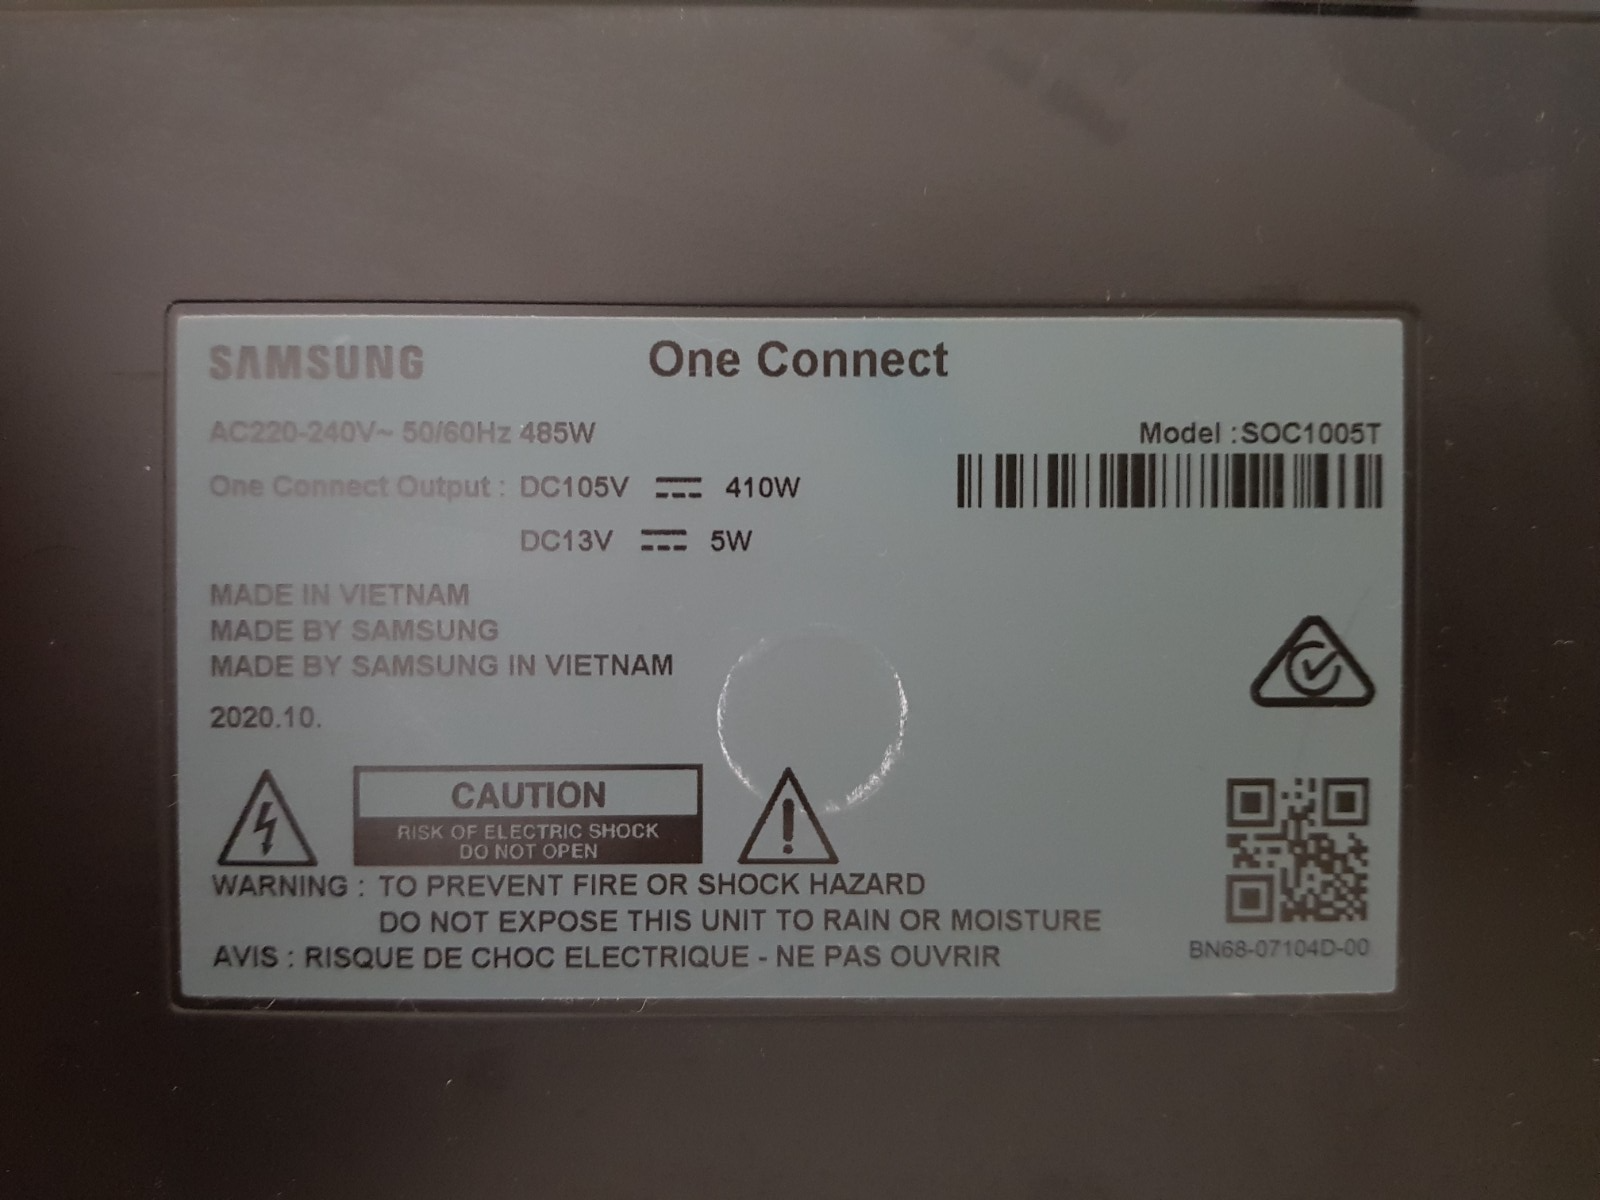 SAMSUNG One Connect
AC220-240V~ 50/60Hz 485W
Model :SOC1005T
One Connect Output : DC105V ⎓ 410W
DC13V ⎓ 5W
MADE IN VIETNAM
MADE BY SAMSUNG
MADE BY SAMSUNG IN VIETNAM
2020.10.
CAUTION
RISK OF ELECTRIC SHOCK
DO NOT OPEN
WARNING : TO PREVENT FIRE OR SHOCK HAZARD
DO NOT EXPOSE THIS UNIT TO RAIN OR MOISTURE
AVIS : RISQUE DE CHOC ELECTRIQUE - NE PAS OUVRIR
BN68-07104D-00